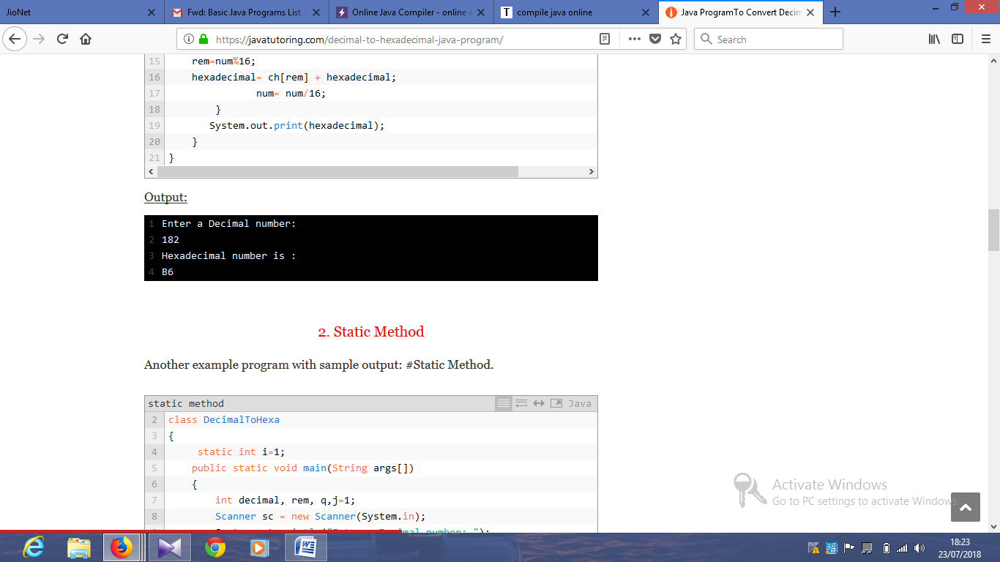 JioNet
Fwd: Basic Java Programs List -
Online Java Compiler - online e
compile java online
Java ProgramTo Convert Decim
https://javatutoring.com/decimal-to-hexadecimal-java-program/
Search
15 rem=num%16;
16 hexadecimal= ch[rem] + hexadecimal;
17 num= num/16;
18 }
19 System.out.print(hexadecimal);
20 }
21 }
Output:
1 Enter a Decimal number:
2 182
3 Hexadecimal number is :
4 B6
2. Static Method
Another example program with sample output: #Static Method.
static method
Java
2 class DecimalToHexa
3 {
4 static int i=1;
5 public static void main(String args[])
6 {
7 int decimal, rem, q,j=1;
8 Scanner sc = new Scanner(System.in);
Activate Windows
Go to PC settings to activate Windows.
18:23
23/07/2018